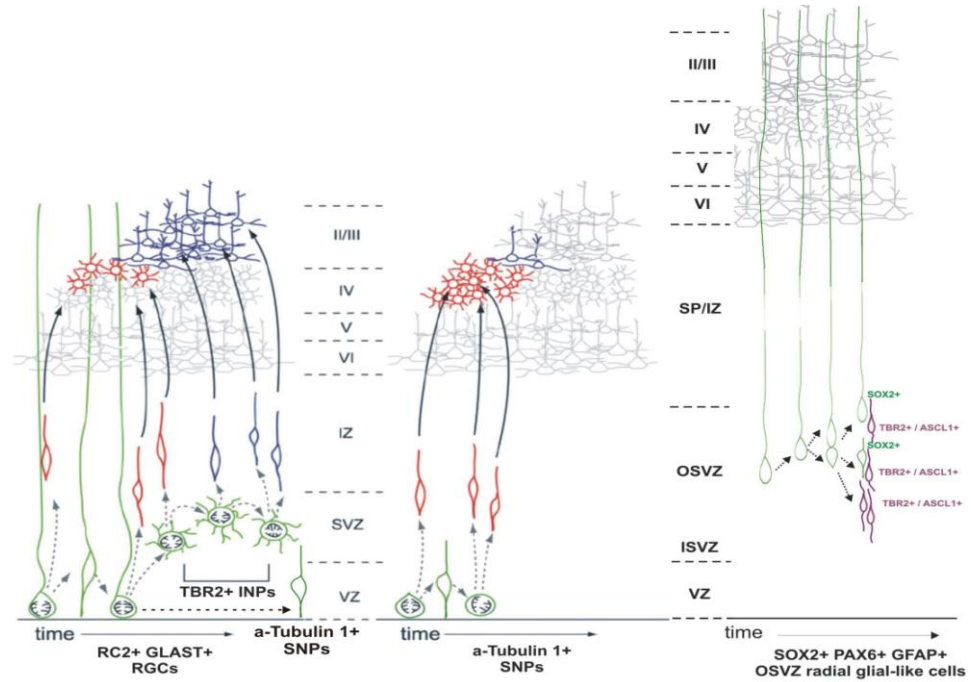 II/III
IV
V
VI
IZ
SVZ
TBR2+ INPs
VZ
time
RC2+ GLAST+
RGCs
a-Tubulin 1+
SNPs
time
a-Tubulin 1+
SNPs
II/III
IV
V
VI
SP/IZ
SOX2+
TBR2+ / ASCL1+
SOX2+
OSVZ
TBR2+ / ASCL1+
TBR2+ / ASCL1+
ISVZ
VZ
time
SOX2+ PAX6+ GFAP+
OSVZ radial glial-like cells